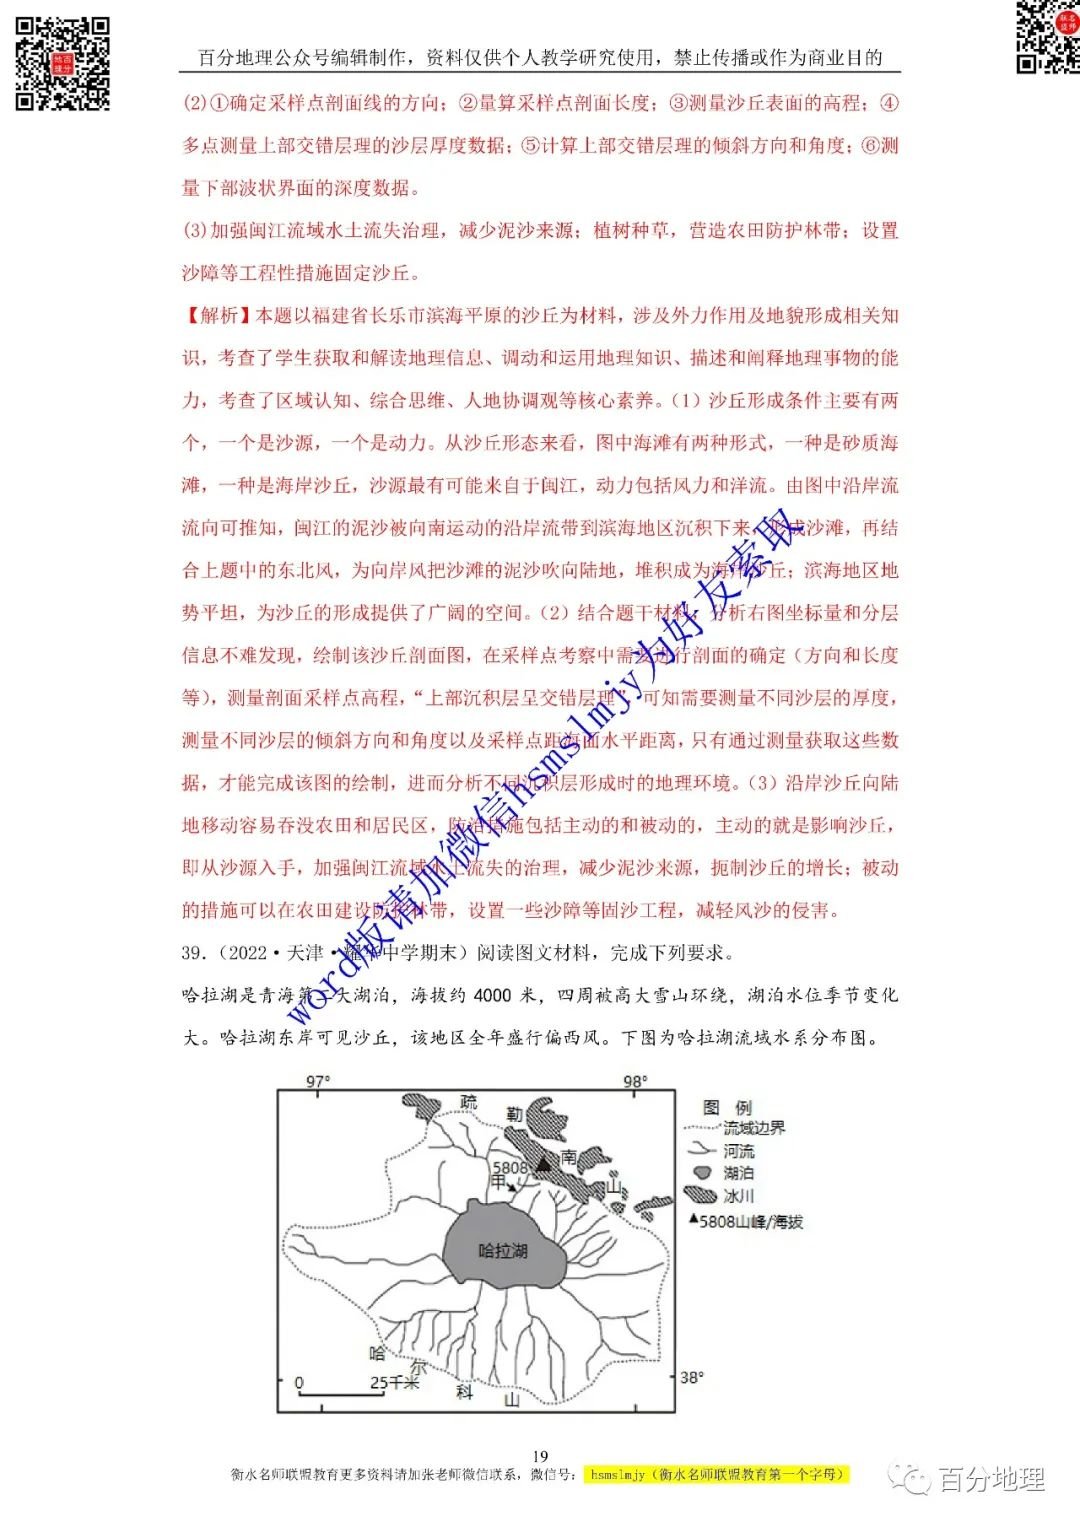 百分地理公众号编辑制作，资料仅供个人教学研究使用，禁止传播或作为商业目的
(2)①确定采样点剖面线的方向；②量算采样点剖面长度；③测量沙丘表面的高程；④
多点测量上部交错层理的沙层厚度数据；⑤计算上部交错层理的倾斜方向和角度；⑥测
量下部波状界面的深度数据。
(3)加强闽江流域水土流失治理，减少泥沙来源；植树种草，营造农田防护林带；设置
沙障等工程性措施固定沙丘。
【解析】本题以福建省长乐市滨海平原的沙丘为材料，涉及外力作用及地貌形成相关知
识，考查了学生获取和解读地理信息、调动和运用地理知识、描述和阐释地理事物的能
力，考查了区域认知、综合思维、人地协调观等核心素养。（1）沙丘形成条件主要有两
个，一个是沙源，一个是动力。从沙丘形态来看，图中海滩有两种形式，一种是砂质海
滩，一种是海岸沙丘，沙源最有可能来自于闽江，动力包括风力和洋流。由图中沿岸流
流向可推知，闽江的泥沙被向南运动的沿岸流带到滨海地区沉积下来，形成沙滩，再结
合上题中的东北风，为向岸风把沙滩的泥沙吹向陆地，堆积成为海岸沙丘；滨海地区地
势平坦，为沙丘的形成提供了广阔的空间。（2）结合题干材料，分析右图坐标量和分层
信息不难发现，绘制该沙丘剖面图，在采样点考察中需要进行剖面的确定（方向和长度
等），测量剖面采样点高程，“上部沉积层呈交错层理”，可知需要测量不同沙层的厚度，
测量不同沙层的倾斜方向和角度以及采样点距海面水平距离，只有通过测量获取这些数
据，才能完成该图的绘制，进而分析不同沉积层形成时的地理环境。（3）沿岸沙丘向陆
地移动容易吞没农田和居民区，防治措施包括主动的和被动的，主动的就是影响沙丘，
即从沙源入手，加强闽江流域水土流失的治理，减少泥沙来源，扼制沙丘的增长；被动
的措施可以在农田建设防护林带，设置一些沙障等固沙工程，减轻风沙的侵害。
39．（2022·天津·耀华中学期末）阅读图文材料，完成下列要求。
哈拉湖是青海第二大湖泊，海拔约 4000 米，四周被高大雪山环绕，湖泊水位季节变化
大。哈拉湖东岸可见沙丘，该地区全年盛行偏西风。下图为哈拉湖流域水系分布图。
word版请加微信hsmslmjy为好友索取
97° 98°
疏勒南山
5808
甲
哈拉湖
哈尔科山
38°
0 25千米
图 例
流域边界
河流
湖泊
冰川
▲5808山峰/海拔
19
衡水名师联盟教育更多资料请加张老师微信联系，微信号： hsmslmjy（衡水名师联盟教育第一个字母）
百分地理